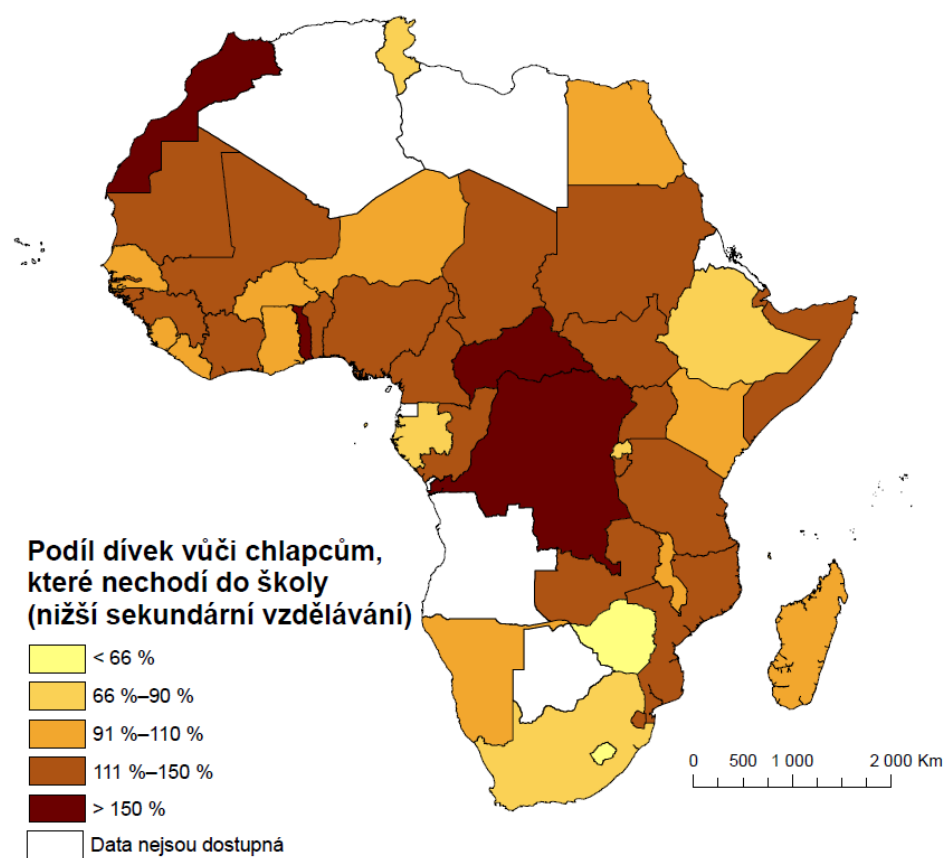 Podíl dívek vůči chlapcům,
které nechodí do školy
(nižší sekundární vzdělávání)
< 66 %
66 %–90 %
91 %–110 %
111 %–150 %
> 150 %
Data nejsou dostupná
0 500 1 000 2 000 Km